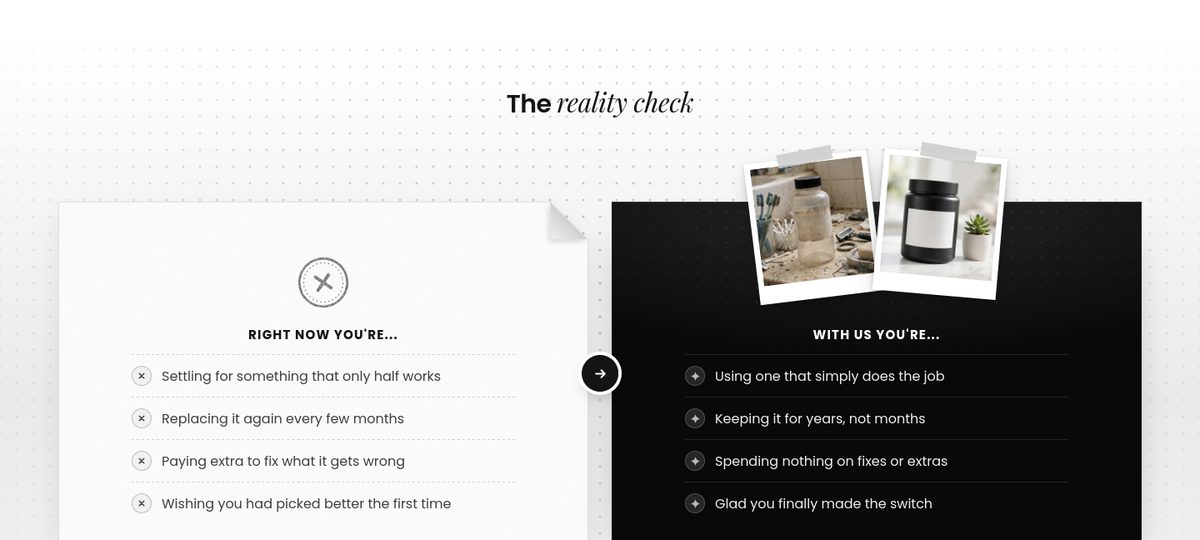 The reality check
RIGHT NOW YOU'RE...
Settling for something that only half works
Replacing it again every few months
Paying extra to fix what it gets wrong
Wishing you had picked better the first time
WITH US YOU'RE...
Using one that simply does the job
Keeping it for years, not months
Spending nothing on fixes or extras
Glad you finally made the switch